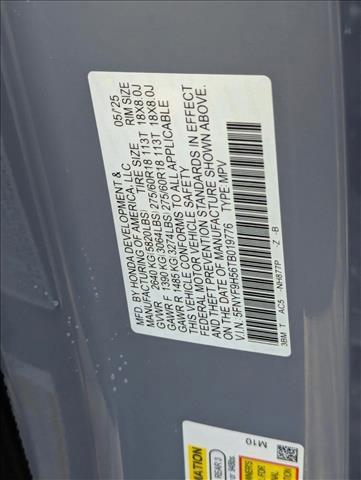 MFD BY HONDA DEVELOPMENT & 05/'25
MANUFACTURING OF AMERICA, LLC
TIRE SIZE RIM SIZE
GVWR 2640 KG(5820LBS)
GAWR F 1390 KG(3064LBS) 275/60R18 113T 18X8.0J
GAWR R 1485 KG(3274LBS) 275/60R18 113T 18X8.0J
THIS VEHICLE CONFORMS TO ALL APPLICABLE
FEDERAL MOTOR VEHICLE SAFETY
AND THEFT PREVENTION STANDARDS IN EFFECT
ON THE DATE OF MANUFACTURE SHOWN ABOVE.
V.I.N. 5FNYF9H56TB019776 TYPE MPV
3BM T AC5 -NH877P -Z -B
M10
MATION
REAR 3